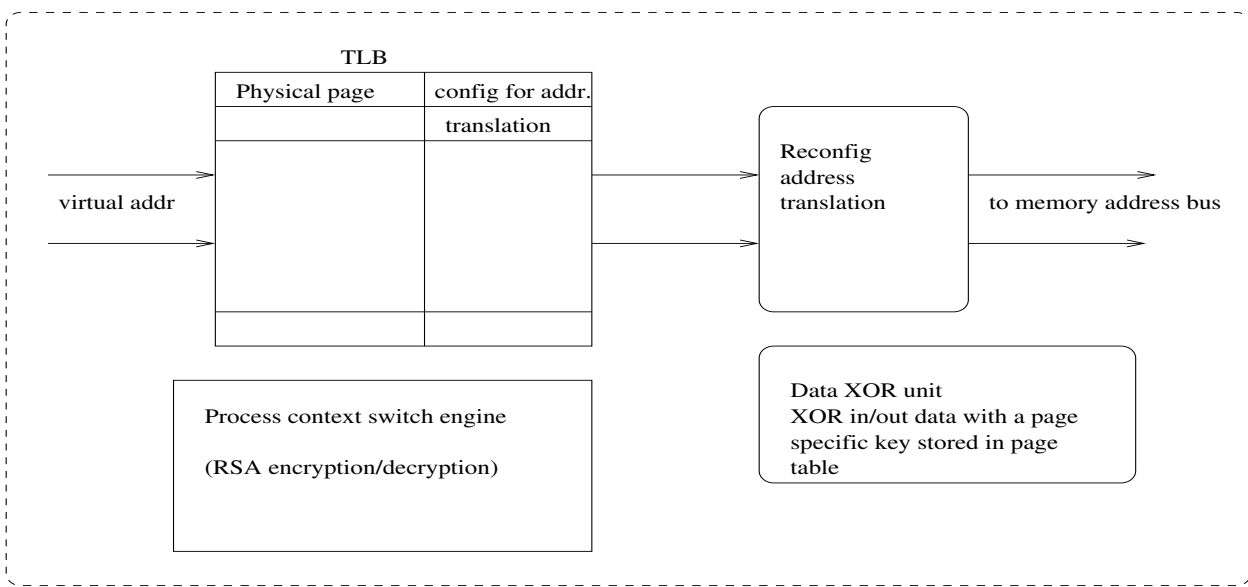 TLB
Physical page
config for addr.
translation
virtual addr
Reconfig
address
translation
to memory address bus
Process context switch engine
(RSA encryption/decryption)
Data XOR unit
XOR in/out data with a page
specific key stored in page
table